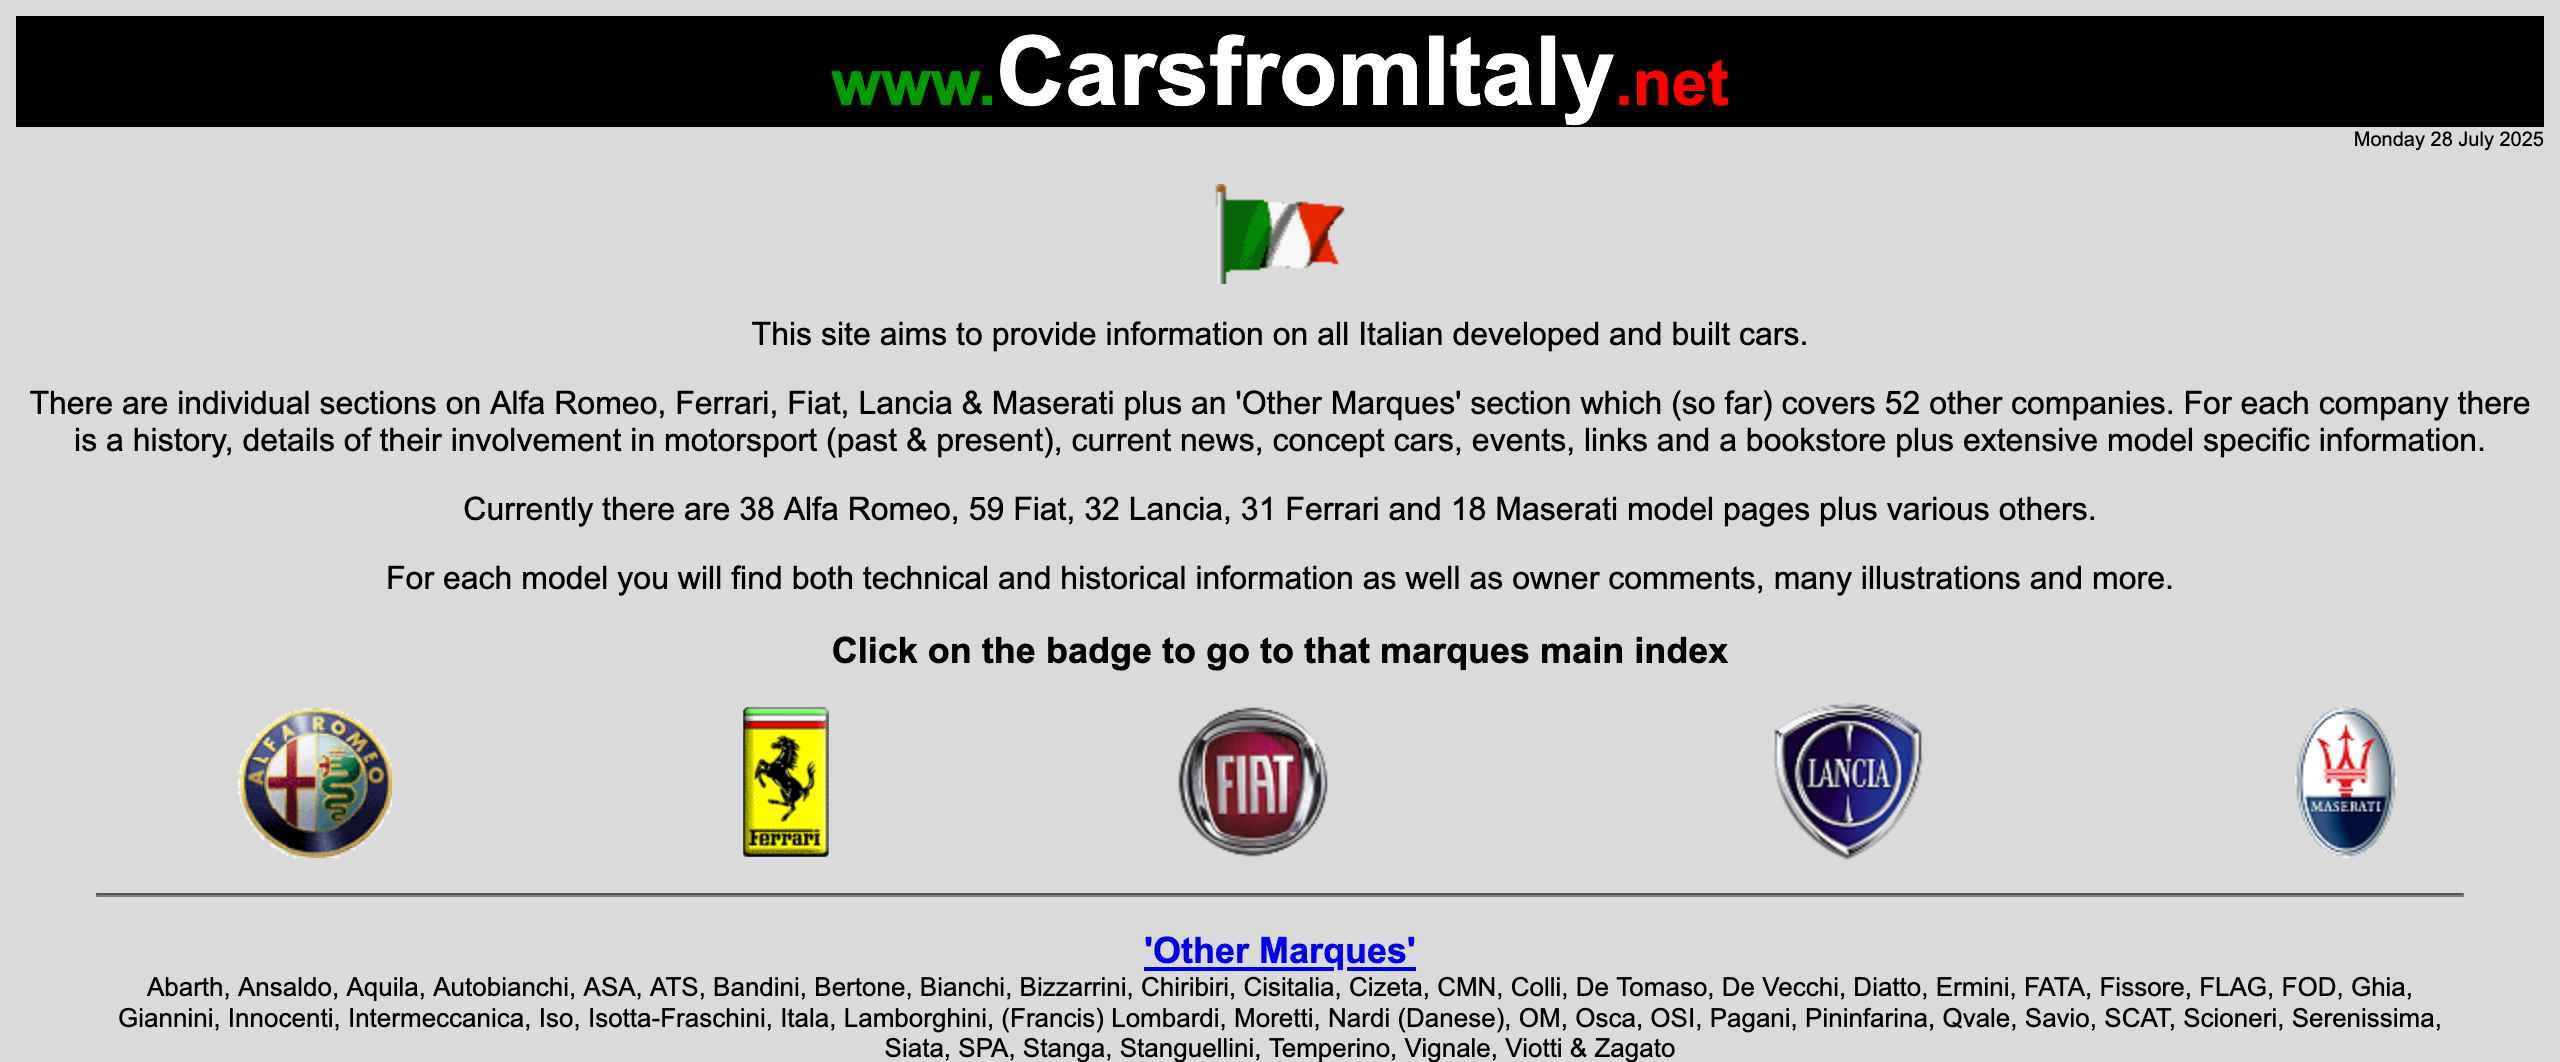 www.CarsfromItaly.net
Monday 28 July 2025
This site aims to provide information on all Italian developed and built cars.
There are individual sections on Alfa Romeo, Ferrari, Fiat, Lancia & Maserati plus an 'Other Marques' section which (so far) covers 52 other companies. For each company there
is a history, details of their involvement in motorsport (past & present), current news, concept cars, events, links and a bookstore plus extensive model specific information.
Currently there are 38 Alfa Romeo, 59 Fiat, 32 Lancia, 31 Ferrari and 18 Maserati model pages plus various others.
For each model you will find both technical and historical information as well as owner comments, many illustrations and more.
Click on the badge to go to that marques main index
ALFA ROMEO
Ferrari
FIAT
LANCIA
MASERATI
'Other Marques'
Abarth, Ansaldo, Aquila, Autobianchi, ASA, ATS, Bandini, Bertone, Bianchi, Bizzarrini, Chiribiri, Cisitalia, Cizeta, CMN, Colli, De Tomaso, De Vecchi, Diatto, Ermini, FATA, Fissore, FLAG, FOD, Ghia,
Giannini, Innocenti, Intermeccanica, Iso, Isotta-Fraschini, Itala, Lamborghini, (Francis) Lombardi, Moretti, Nardi (Danese), OM, Osca, OSI, Pagani, Pininfarina, Qvale, Savio, SCAT, Scioneri, Serenissima,
Siata, SPA, Stanga, Stanguellini, Temperino, Vignale, Viotti & Zagato